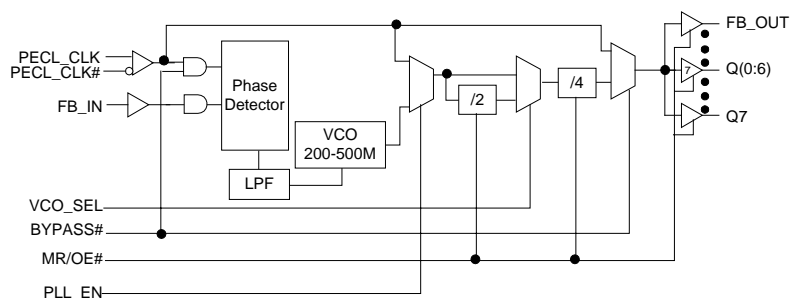 PECL_CLK
PECL_CLK#
FB_IN
Phase
Detector
VCO
200-500M
LPF
/2
/4
7
FB_OUT
Q(0:6)
Q7
VCO_SEL
BYPASS#
MR/OE#
PLL_EN